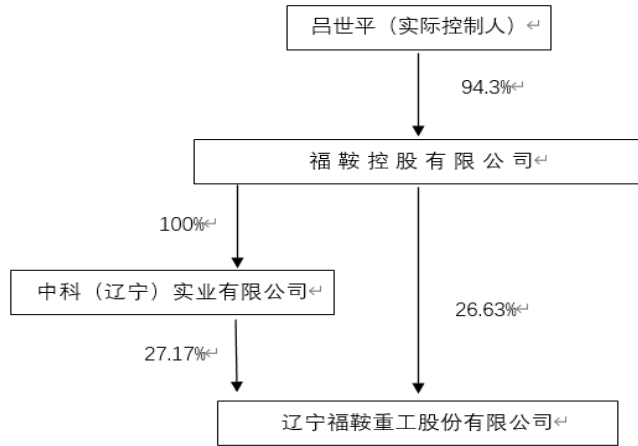 吕世平（实际控制人）↵
94.3%↵
福鞍控股有限公司↵
100%↵
中科（辽宁）实业有限公司↵
26.63%↵
27.17%↵
辽宁福鞍重工股份有限公司↵